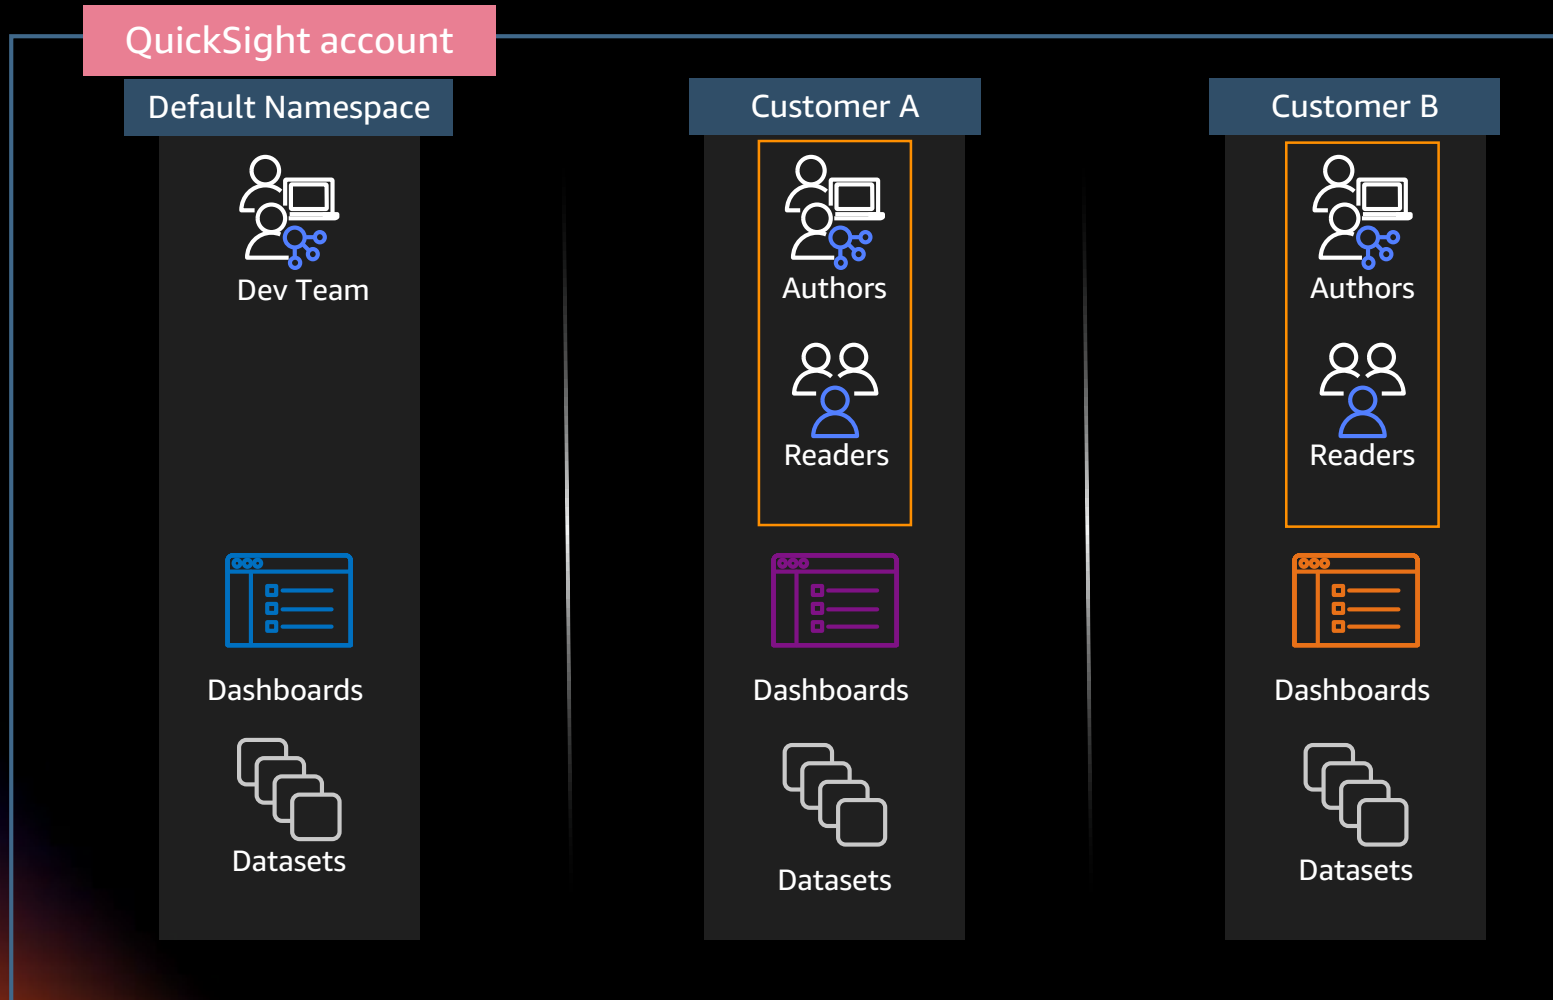 QuickSight account
Default Namespace
Dev Team
Dashboards
Datasets
Customer A
Authors
Readers
Dashboards
Datasets
Customer B
Authors
Readers
Dashboards
Datasets